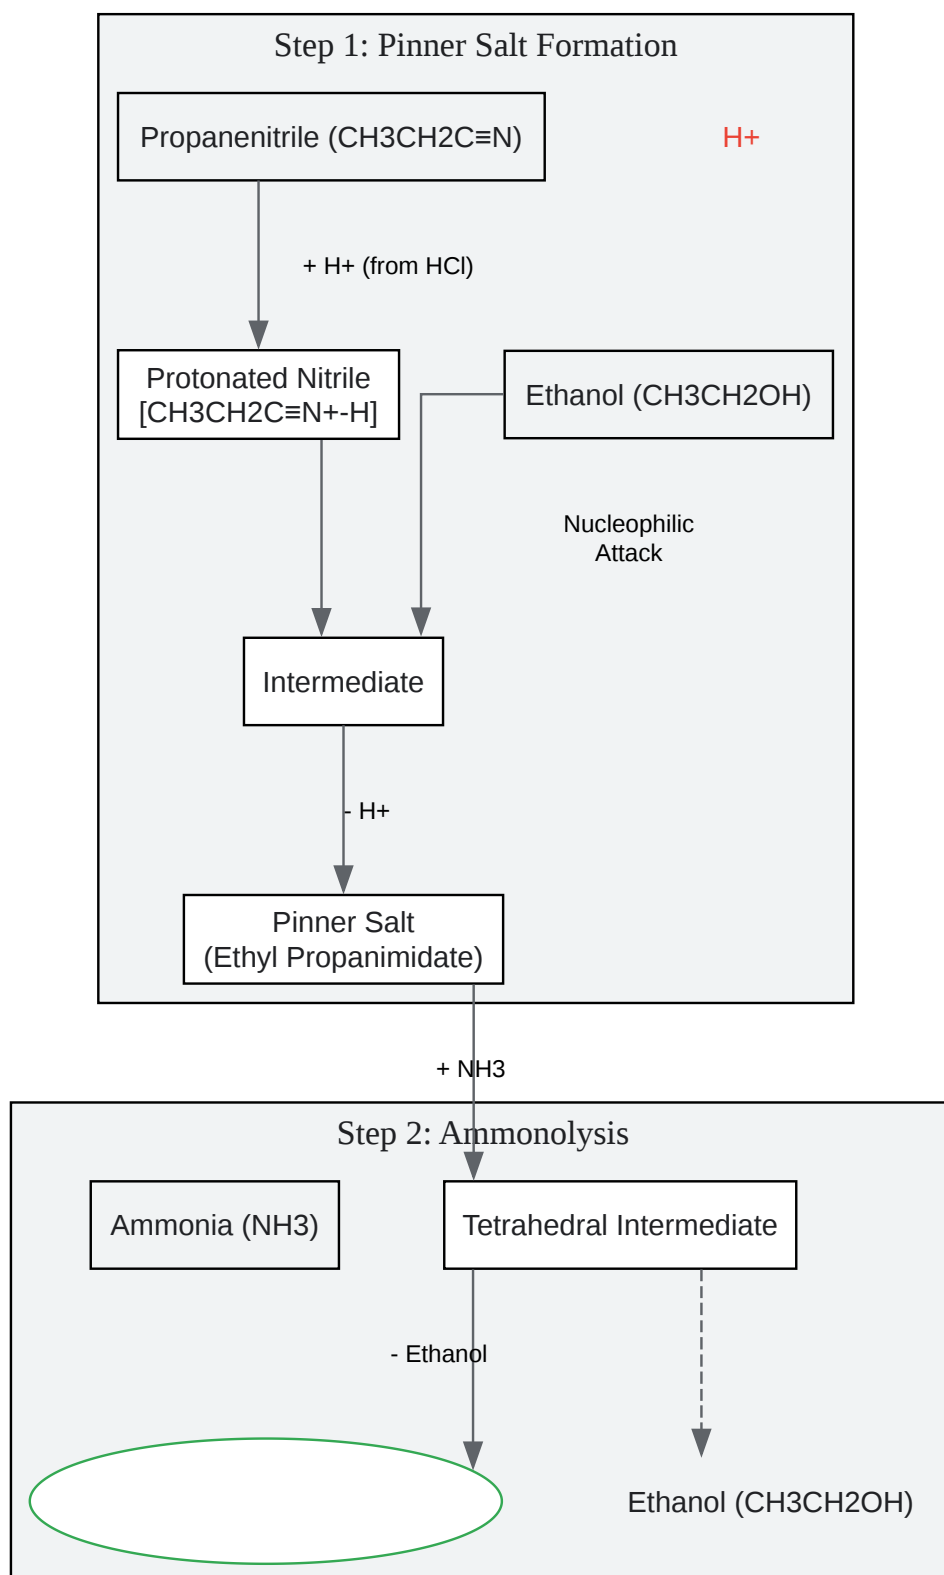 Step 1: Pinner Salt Formation
Propanenitrile (CH3CH2C≡N)
H+
+ H+ (from HCl)
Protonated Nitrile
[CH3CH2C≡N+-H]
Ethanol (CH3CH2OH)
Nucleophilic
Attack
Intermediate
- H+
Pinner Salt
(Ethyl Propanimidate)
+ NH3
Step 2: Ammonolysis
Ammonia (NH3)
Tetrahedral Intermediate
- Ethanol
Ethanol (CH3CH2OH)